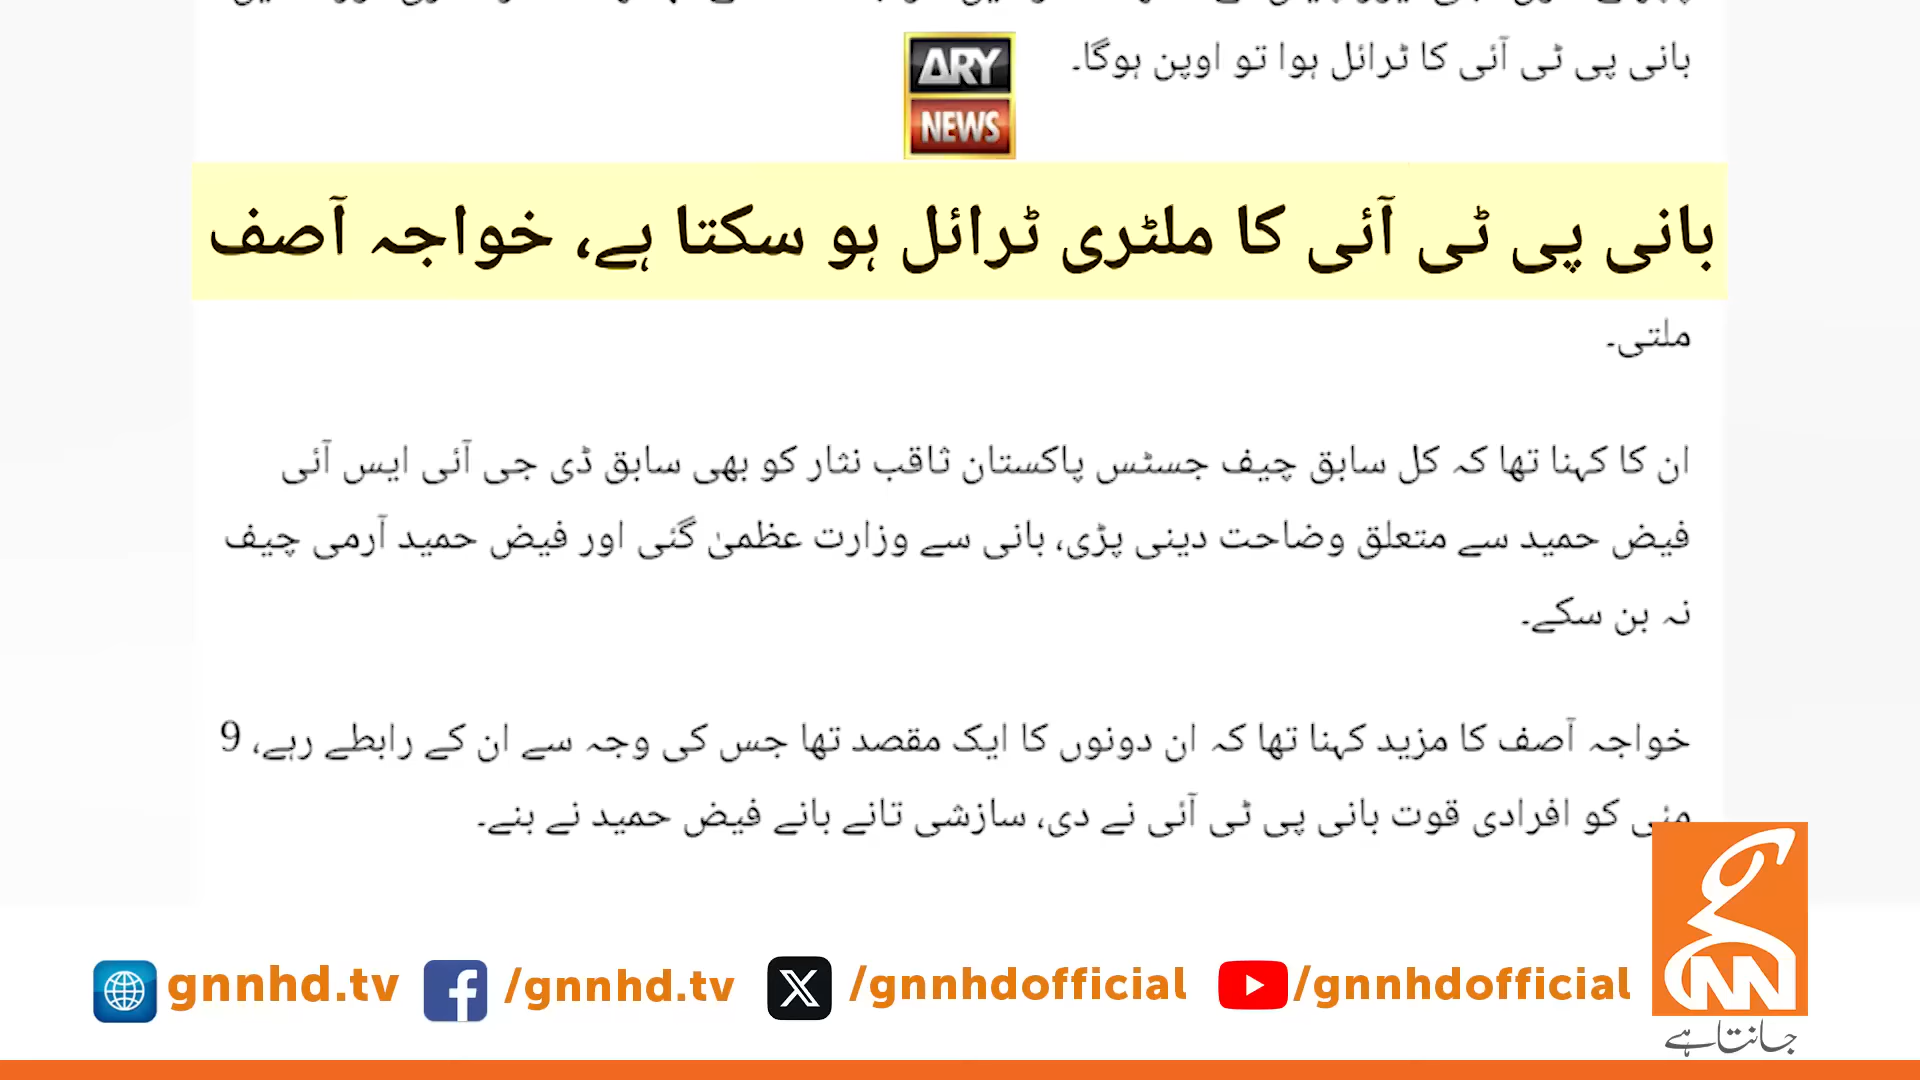 بانی پی ٹی آئی کا ٹرائل ہوا تو اوپن ہوگا۔
ARY
NEWS
بانی پی ٹی آئی کا ملٹری ٹرائل ہو سکتا ہے، خواجہ آصف
ملتی۔
ان کا کہنا تھا کہ کل سابق چیف جسٹس پاکستان ثاقب نثار کو بھی سابق ڈی جی آئی ایس آئی
فیض حمید سے متعلق وضاحت دینی پڑی، بانی سے وزارت عظمیٰ گئی اور فیض حمید آرمی چیف
نہ بن سکے۔
خواجہ آصف کا مزید کہنا تھا کہ ان دونوں کا ایک مقصد تھا جس کی وجہ سے ان کے رابطے رہے، 9
مئی کو افرادی قوت بانی پی ٹی آئی نے دی، سازشی تانے بانے فیض حمید نے بنے۔
gnnhd.tv
/gnnhd.tv
/gnnhdofficial
/gnnhdofficial
GNN
جانتا ہے